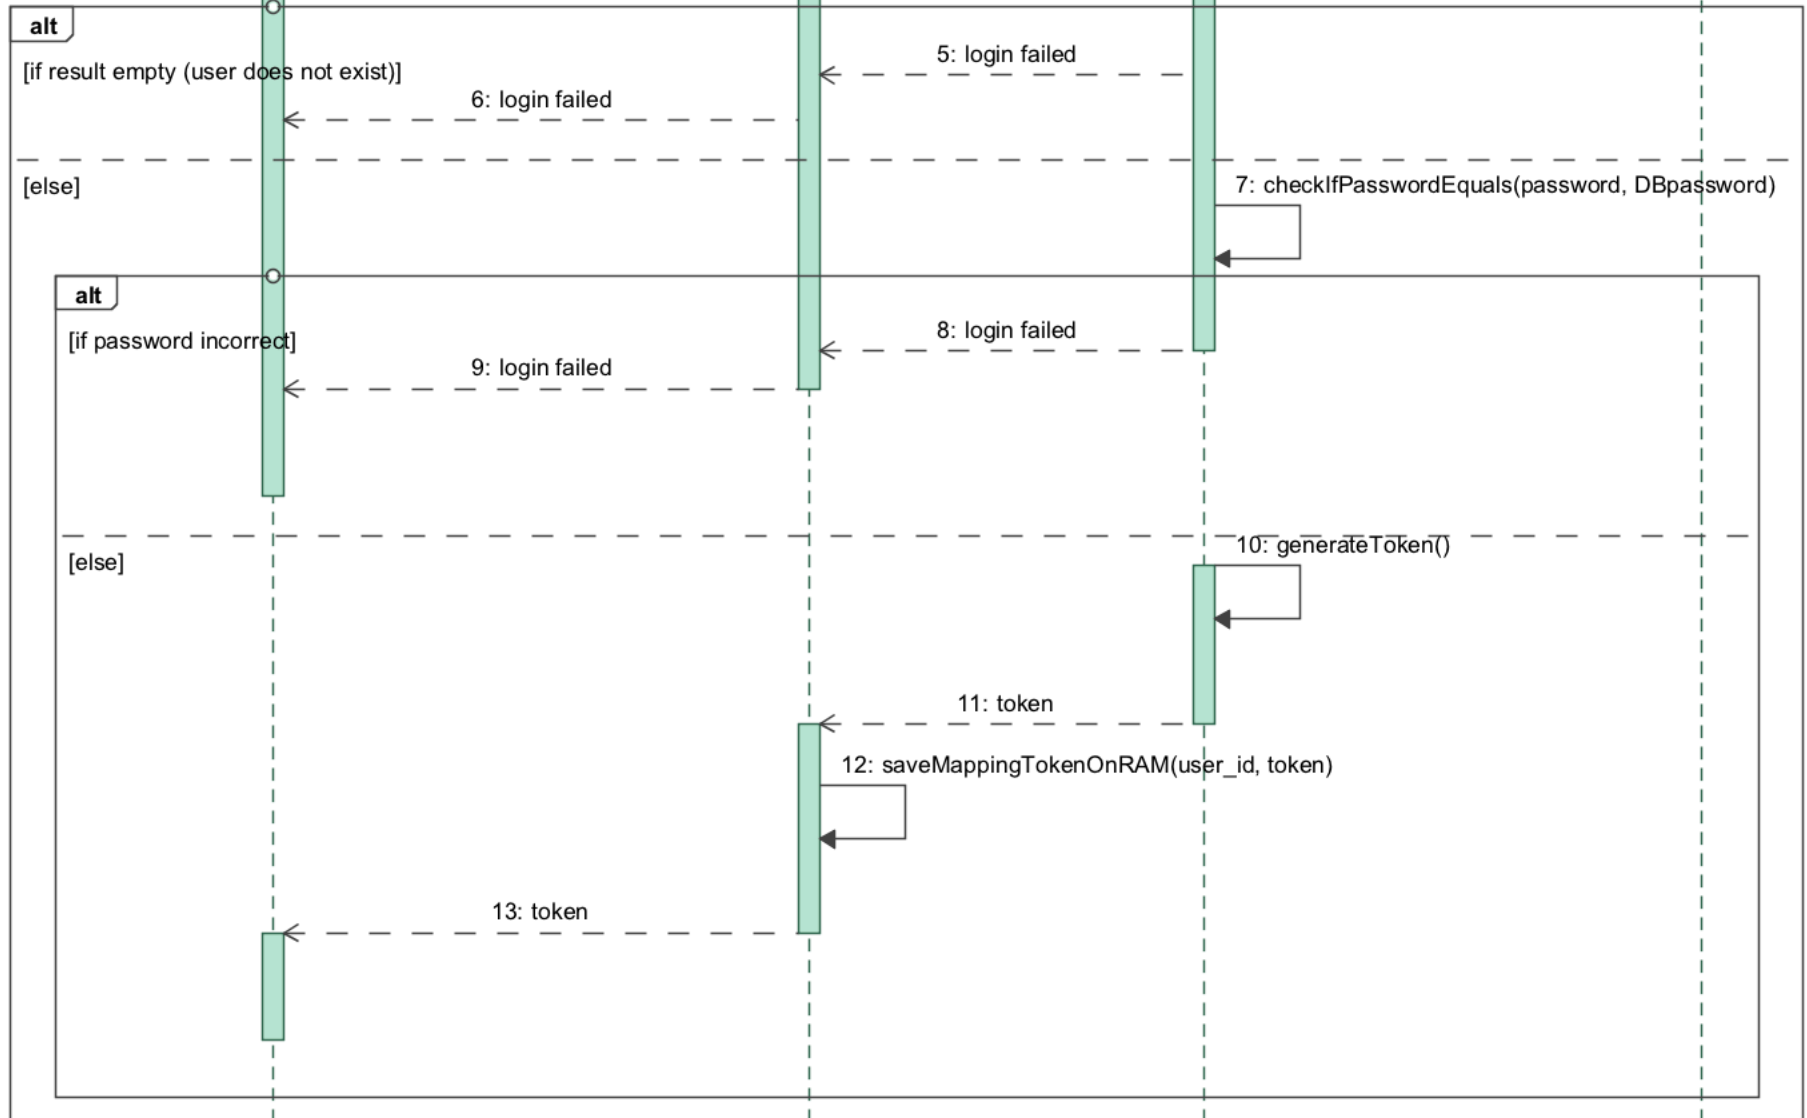 alt
5: login failed
[if result empty (user does not exist)]
6: login failed
[else]
7: checkIfPasswordEquals(password, DBpassword)
alt
8: login failed
[if password incorrect]
9: login failed
10: generateToken()
[else]
11: token
12: saveMappingTokenOnRAM(user_id, token)
13: token